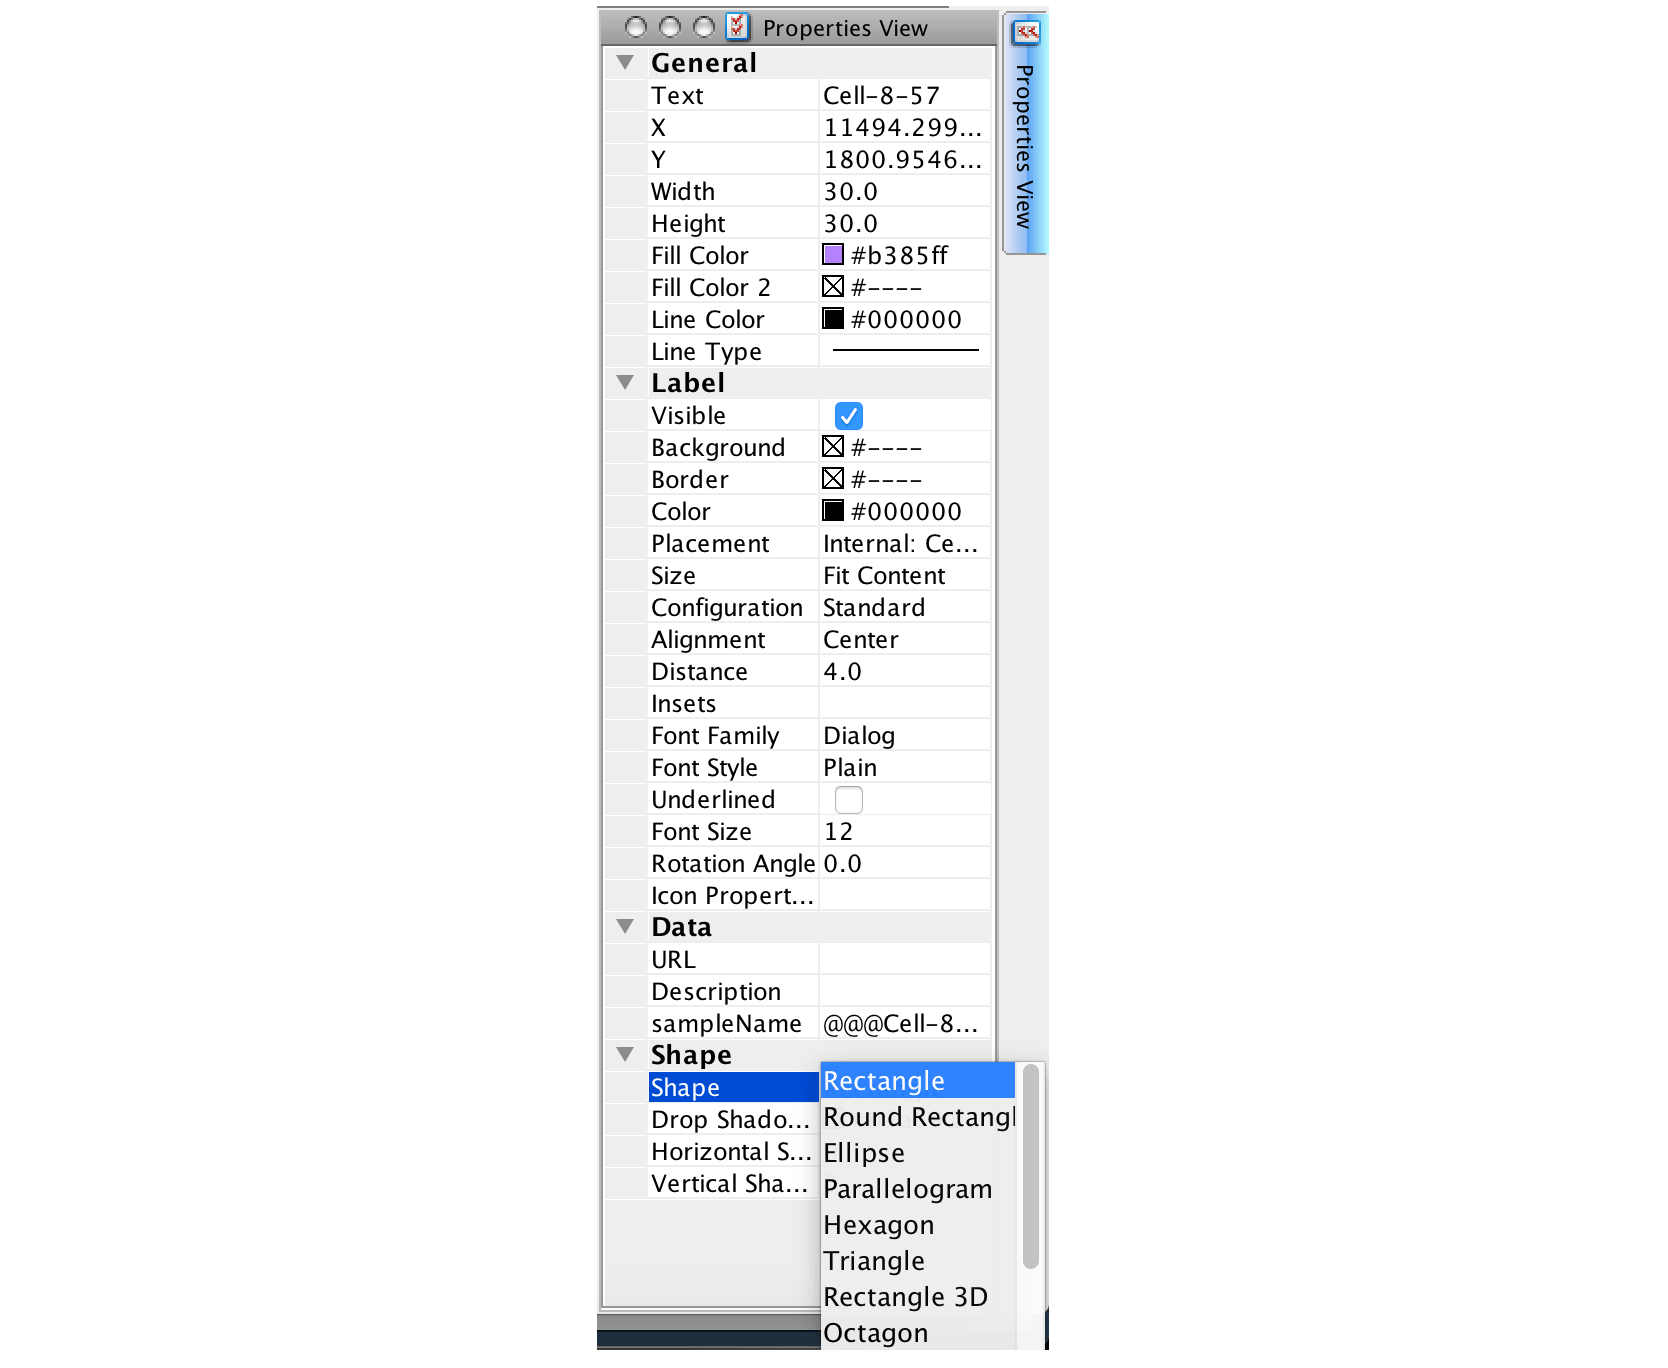 Properties View
Properties View
General
Text Cell-8-57
X 11494.299...
Y 1800.9546...
Width 30.0
Height 30.0
Fill Color #b385ff
Fill Color 2 #----
Line Color #000000
Line Type
Label
Visible
Background #----
Border #----
Color #000000
Placement Internal: Ce...
Size Fit Content
Configuration Standard
Alignment Center
Distance 4.0
Insets
Font Family Dialog
Font Style Plain
Underlined
Font Size 12
Rotation Angle 0.0
Icon Propert...
Data
URL
Description
sampleName @@@Cell-8...
Shape
Shape Rectangle
Drop Shado... Round Rectangl
Horizontal S... Ellipse
Vertical Sha... Parallelogram
Hexagon
Triangle
Rectangle 3D
Octagon